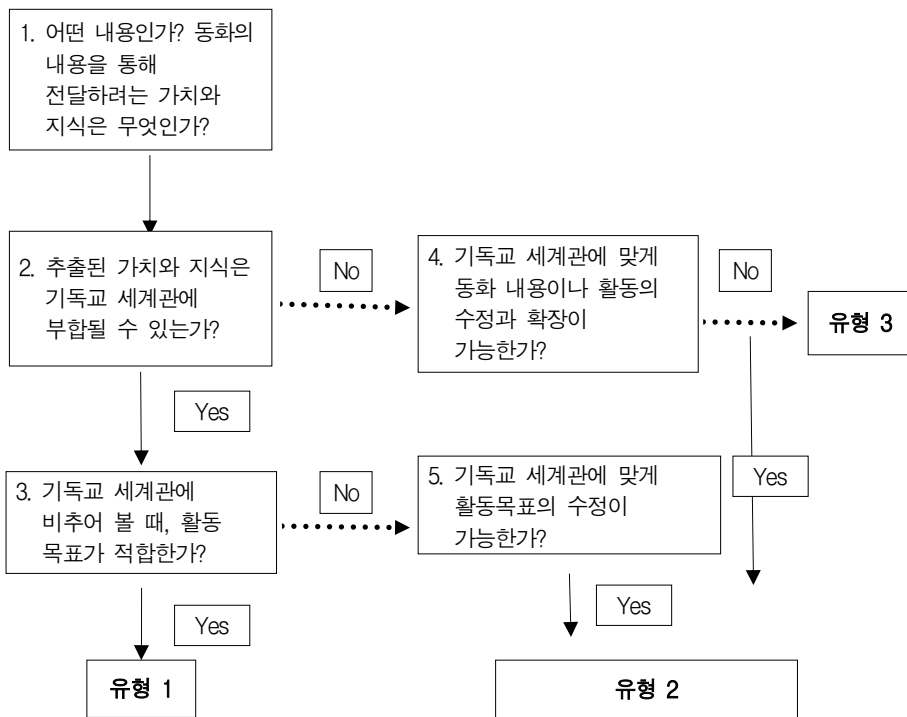 1. 어떤 내용인가? 동화의
내용을 통해
전달하려는 가치와
지식은 무엇인가?
2. 추출된 가치와 지식은
기독교 세계관에
부합될 수 있는가?
No
4. 기독교 세계관에 맞게
동화 내용이나 활동의
수정과 확장이
가능한가?
No
유형 3
Yes
3. 기독교 세계관에
비추어 볼 때, 활동
목표가 적합한가?
No
5. 기독교 세계관에 맞게
활동목표의 수정이
가능한가?
Yes
Yes
Yes
유형 1
유형 2